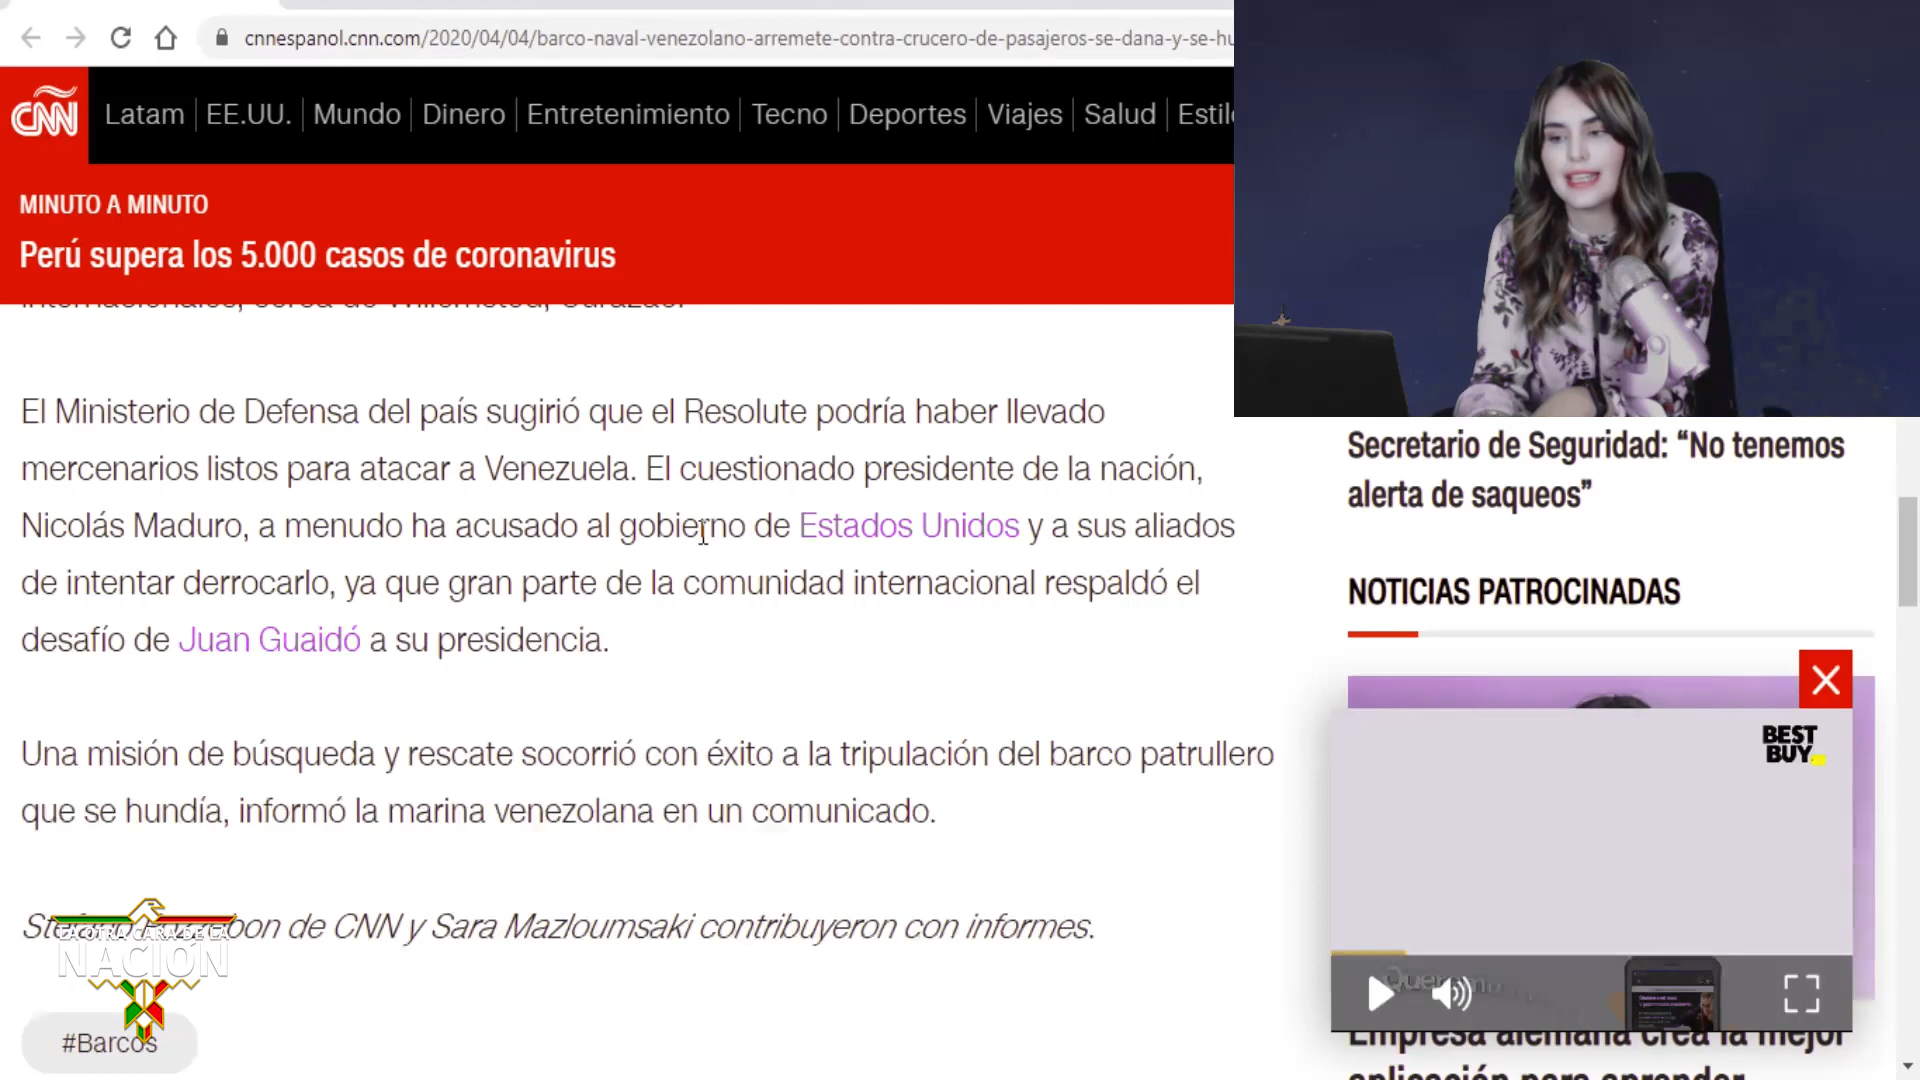 cnnespanol.cnn.com/2020/04/04/barco-naval-venezolano-arremete-contra-crucero-de-pasajeros-se-dana-y-se-hu
CNN
Latam | EE.UU. | Mundo | Dinero | Entretenimiento | Tecno | Deportes | Viajes | Salud | Estilo
MINUTO A MINUTO
Perú supera los 5.000 casos de coronavirus
El Ministerio de Defensa del país sugirió que el Resolute podría haber llevado
mercenarios listos para atacar a Venezuela. El cuestionado presidente de la nación,
Nicolás Maduro, a menudo ha acusado al gobierno de Estados Unidos y a sus aliados
de intentar derrocarlo, ya que gran parte de la comunidad internacional respaldó el
desafío de Juan Guaidó a su presidencia.
Una misión de búsqueda y rescate socorrió con éxito a la tripulación del barco patrullero
que se hundía, informó la marina venezolana en un comunicado.
de CNN y Sara Mazloumsaki contribuyeron con informes.
LA OTRA CARA DE LA
NACIÓN
#Barcos
Secretario de Seguridad: “No tenemos
alerta de saqueos”
NOTICIAS PATROCINADAS
BEST
BUY
Empresa alemana crea la mejor
aplicación para aprender